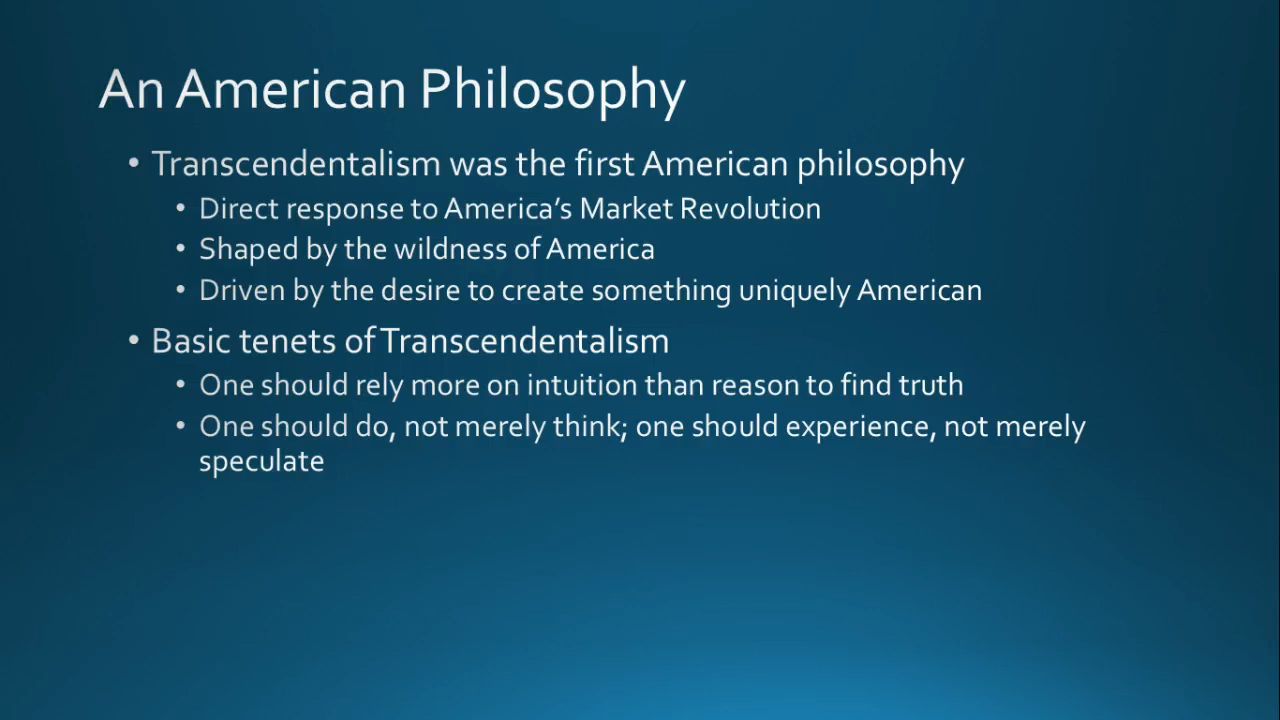 An American Philosophy
• Transcendentalism was the first American philosophy
• Direct response to America’s Market Revolution
• Shaped by the wildness of America
• Driven by the desire to create something uniquely American
• Basic tenets of Transcendentalism
• One should rely more on intuition than reason to find truth
• One should do, not merely think; one should experience, not merely
speculate